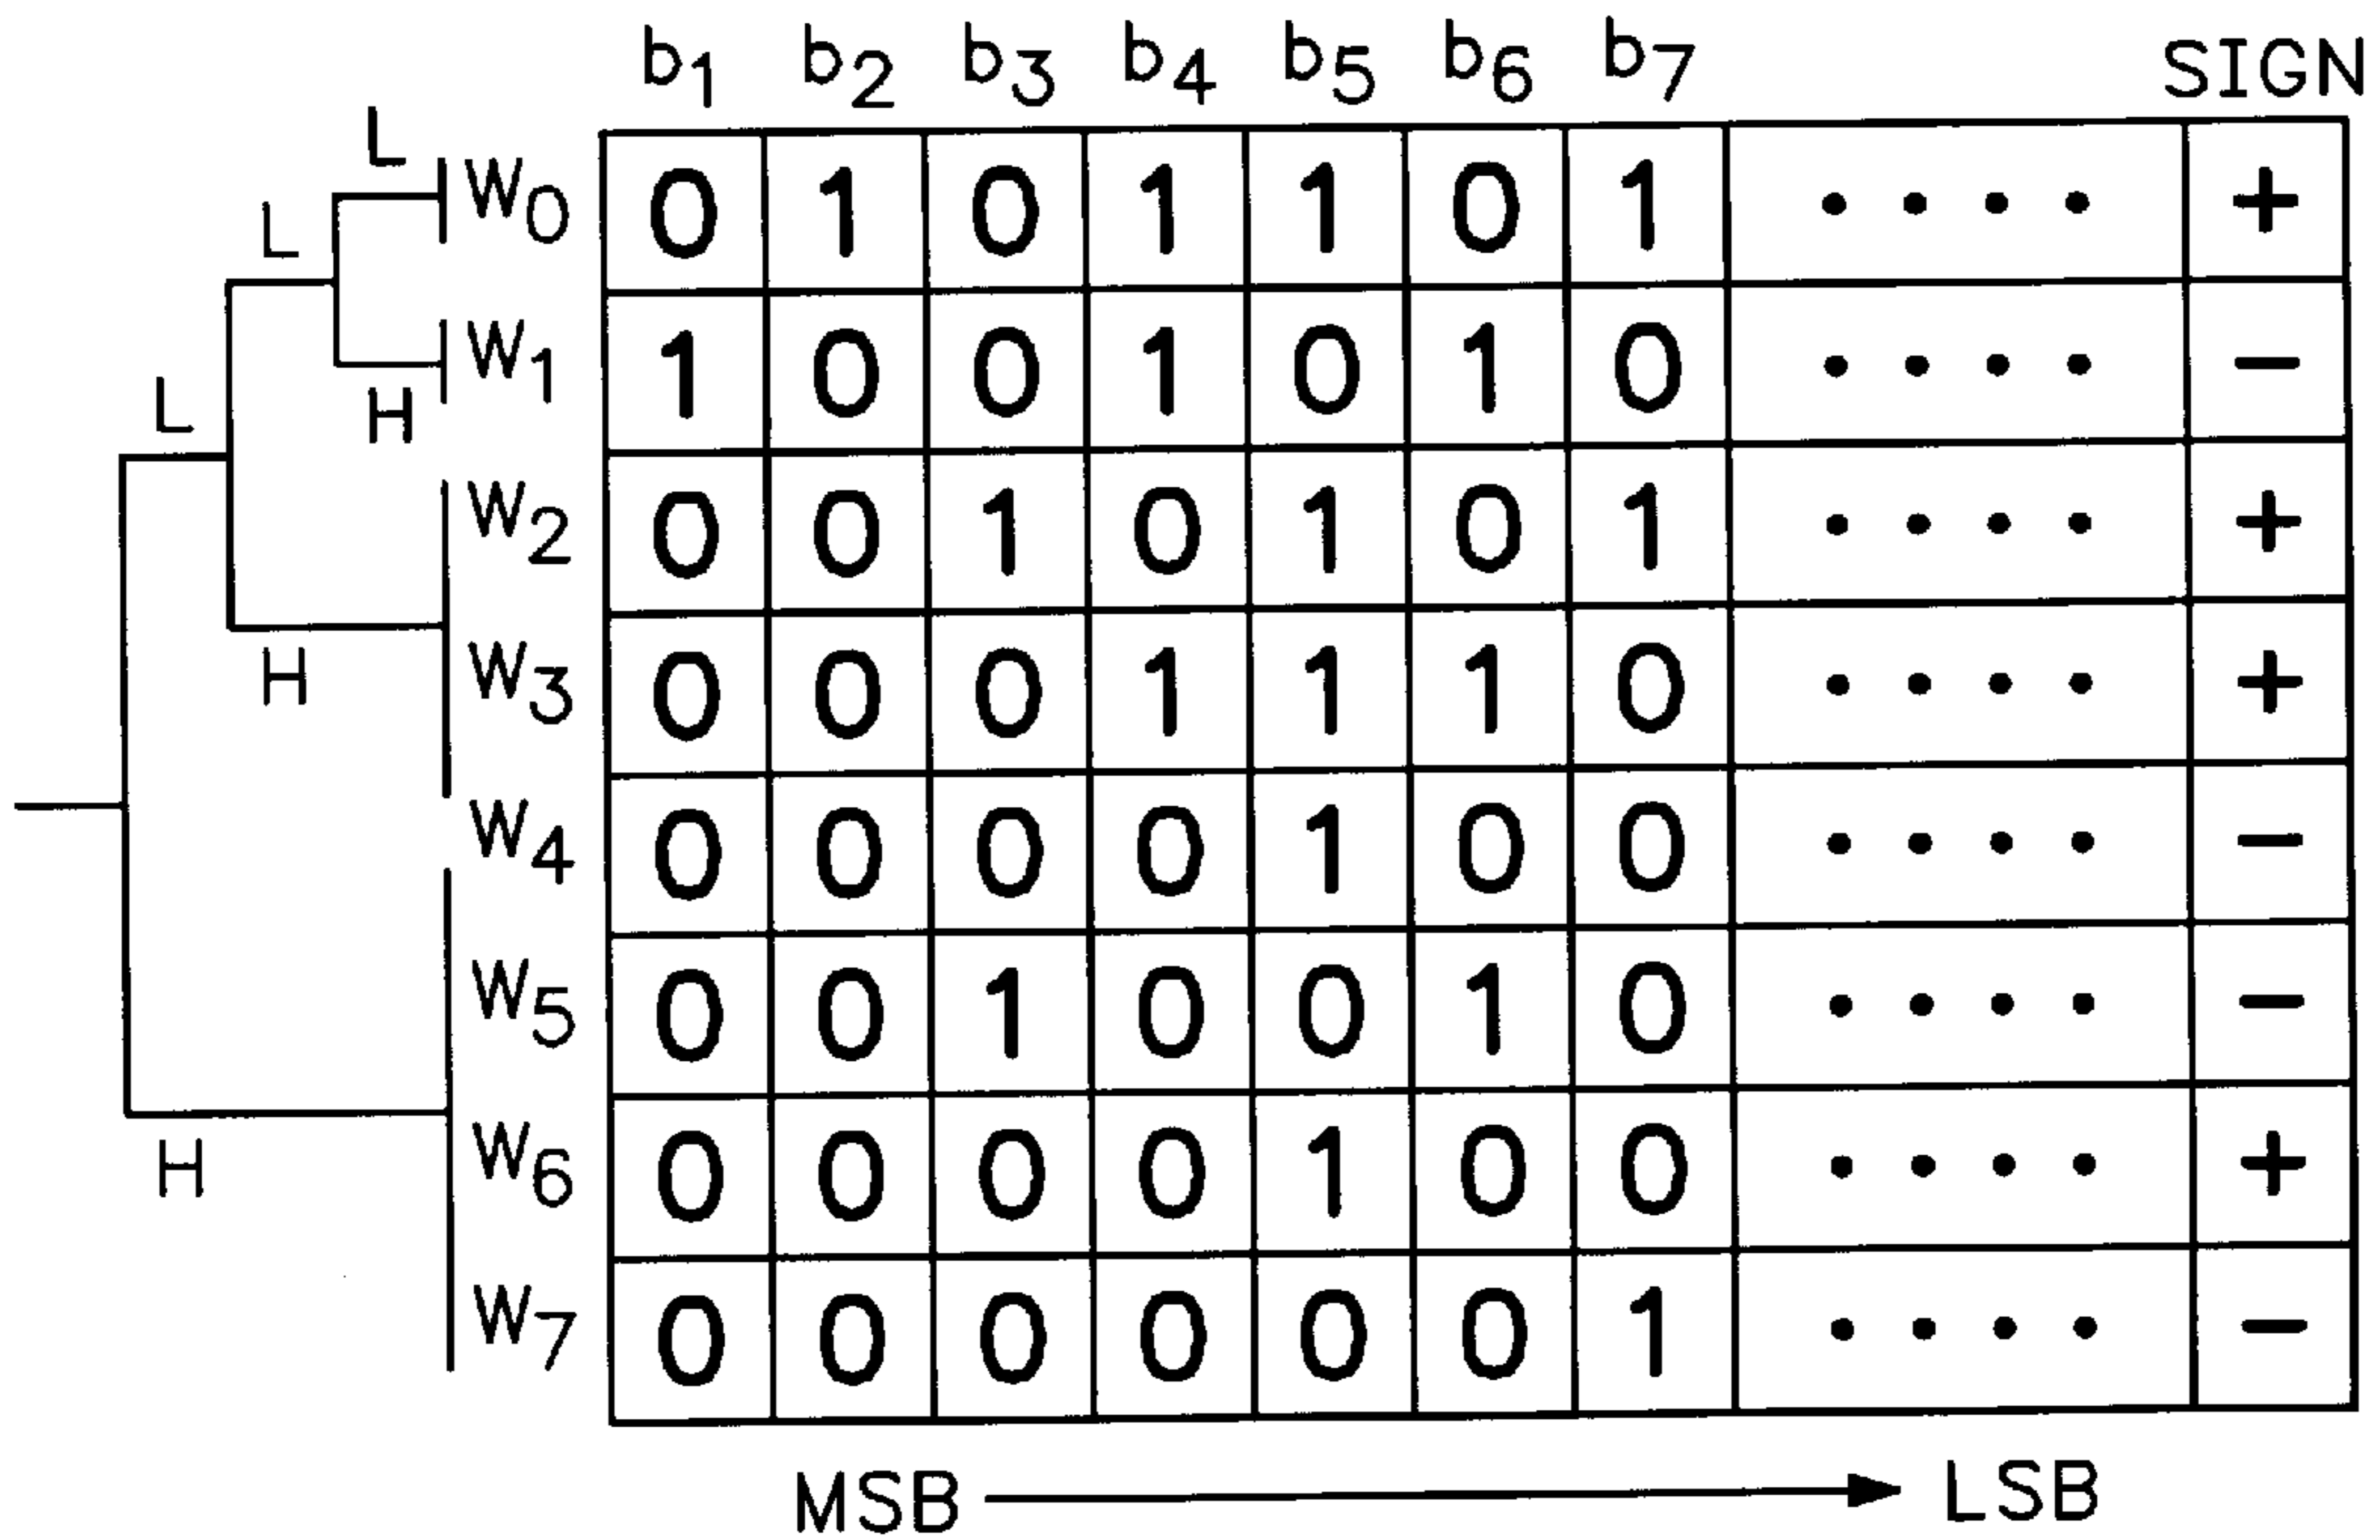 b1 b2 b3 b4 b5 b6 b7 SIGN
L
W0 0 1 0 1 1 0 1 • • • • +
L
W1 1 0 0 1 0 1 0 • • • • −
L
H
W2 0 0 1 0 1 0 1 • • • • +
W3 0 0 0 1 1 1 0 • • • • +
H
W4 0 0 0 0 1 0 0 • • • • −
W5 0 0 1 0 0 1 0 • • • • −
W6 0 0 0 0 1 0 0 • • • • +
H
W7 0 0 0 0 0 0 1 • • • • −
MSB LSB